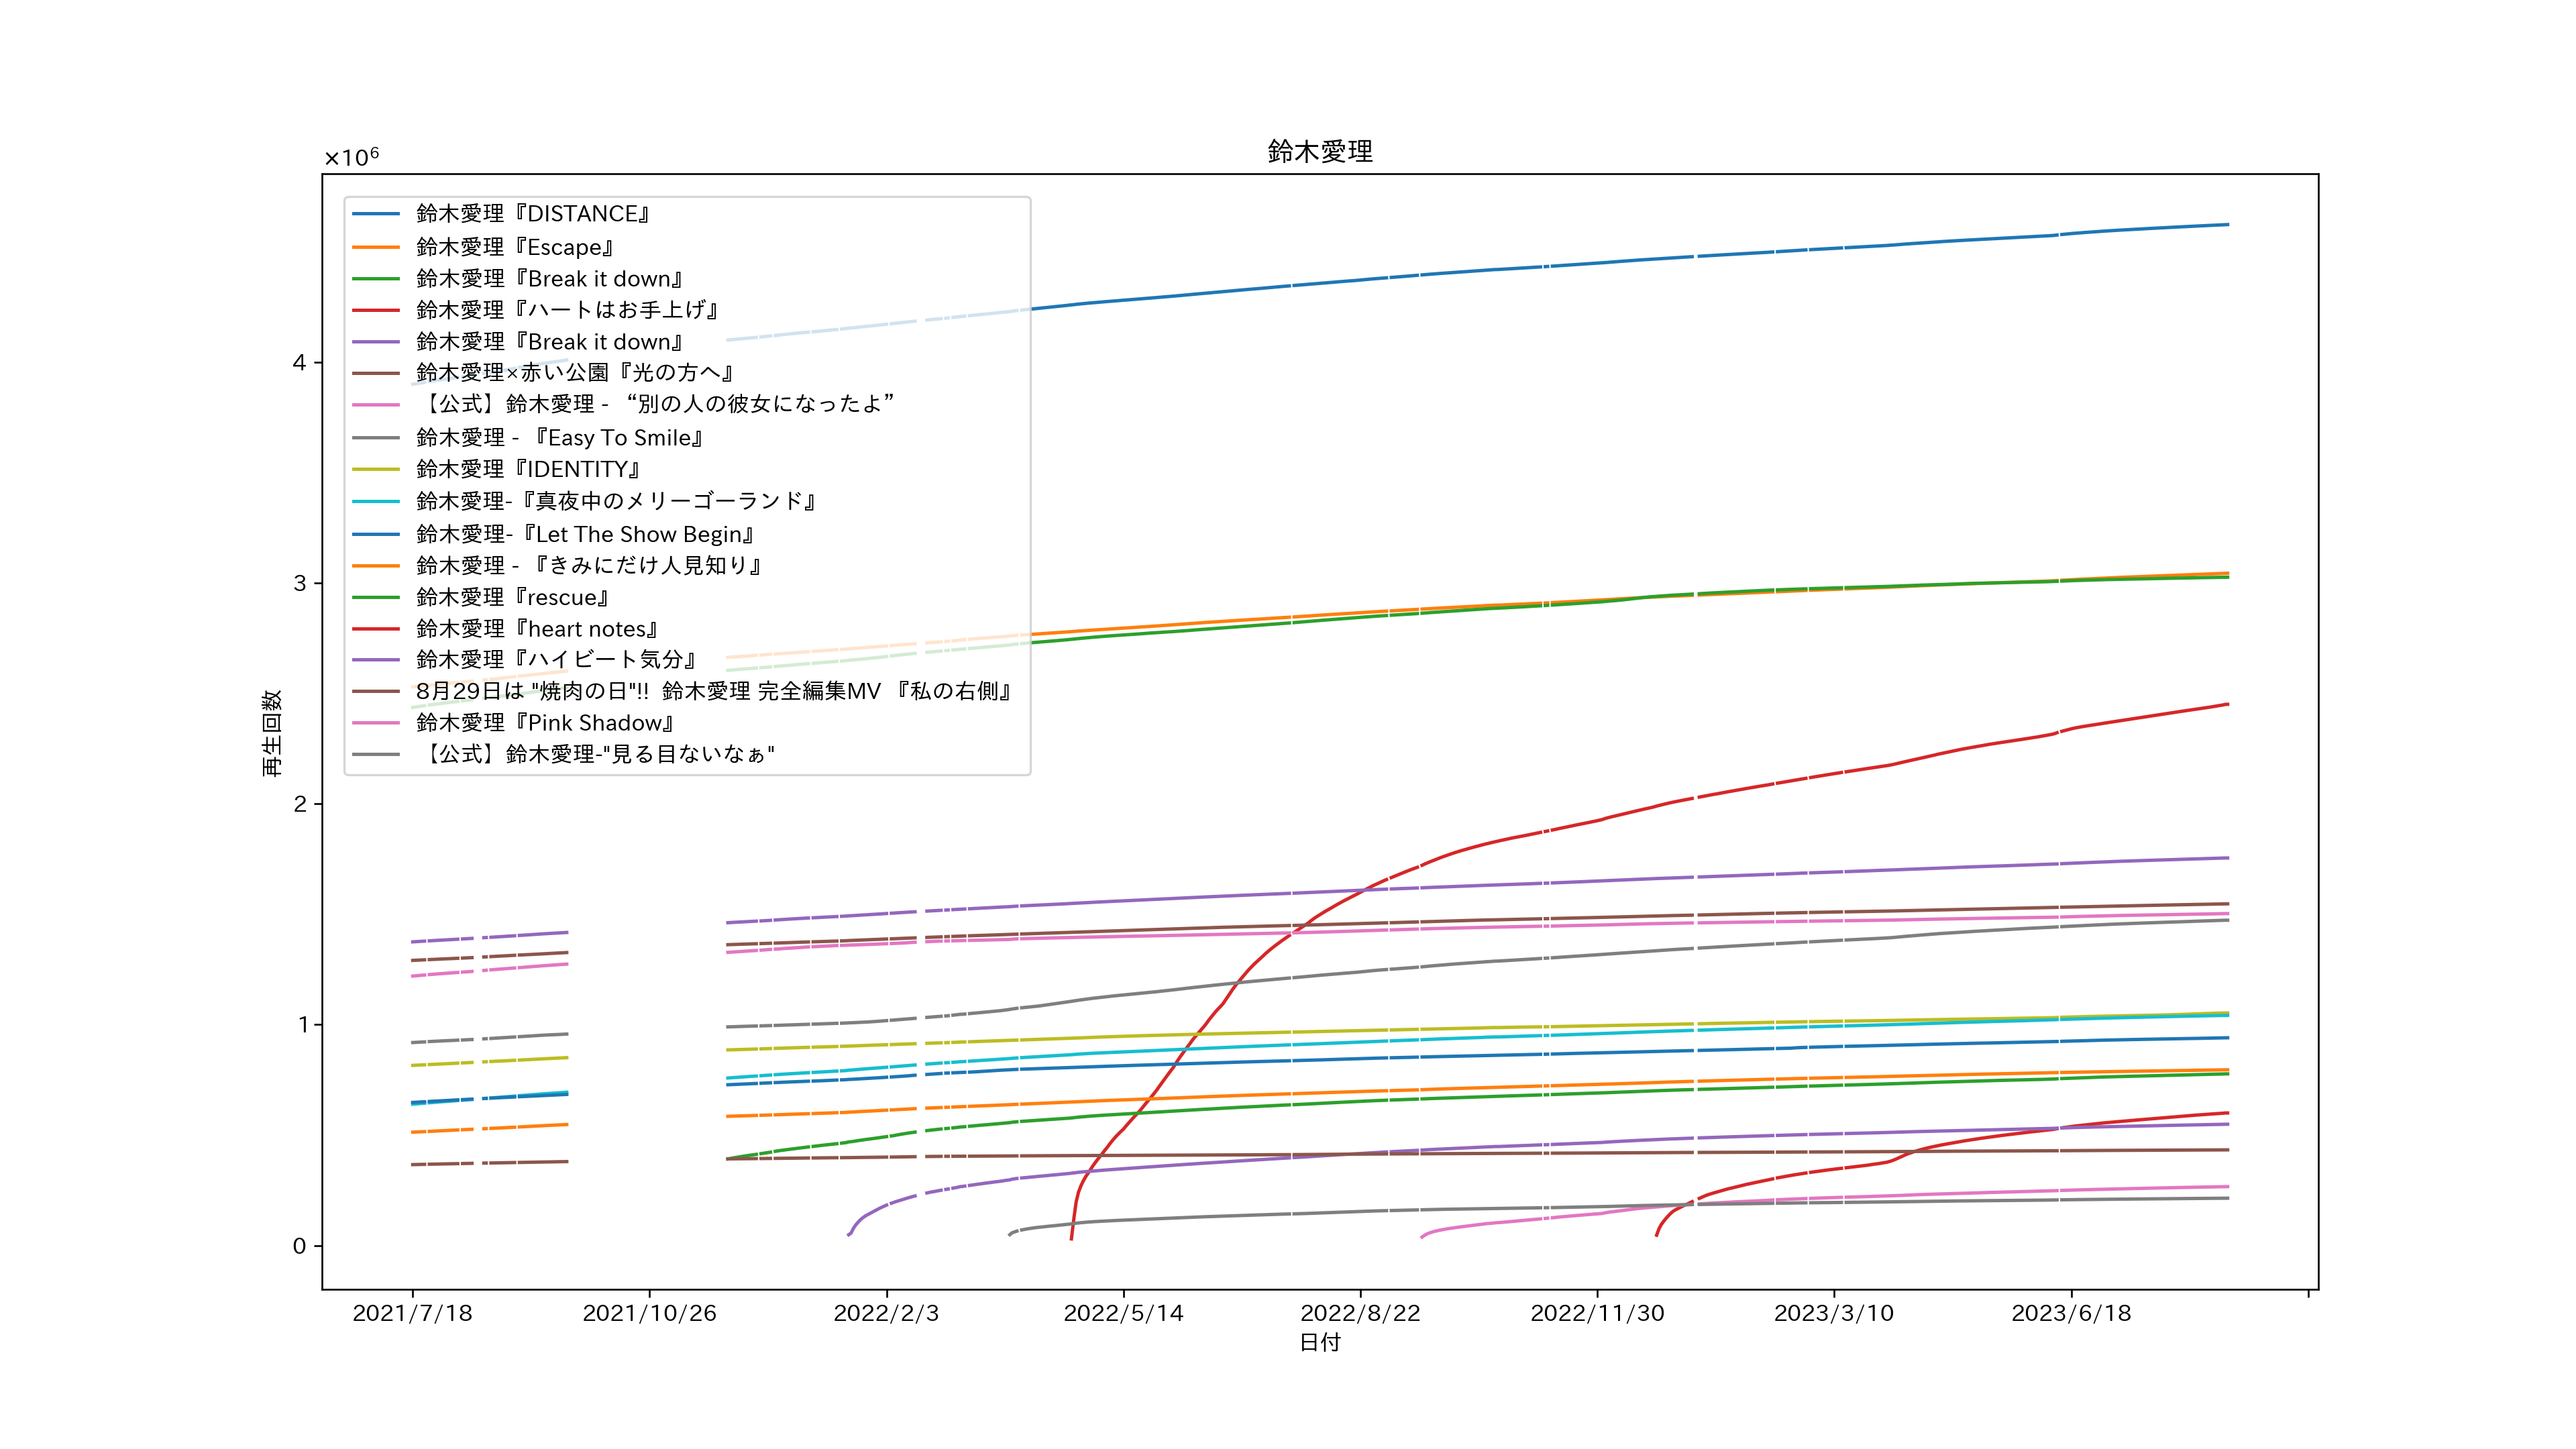 鈴木愛理
×10⁶
鈴木愛理『DISTANCE』
鈴木愛理『Escape』
鈴木愛理『Break it down』
鈴木愛理『ハートはお手上げ』
鈴木愛理『Break it down』
鈴木愛理×赤い公園『光の方へ』
【公式】鈴木愛理 - “別の人の彼女になったよ”
鈴木愛理 - 『Easy To Smile』
鈴木愛理『IDENTITY』
鈴木愛理-『真夜中のメリーゴーランド』
鈴木愛理-『Let The Show Begin』
鈴木愛理 - 『きみにだけ人見知り』
鈴木愛理『rescue』
鈴木愛理『heart notes』
鈴木愛理『ハイビート気分』
8月29日は "焼肉の日"!! 鈴木愛理 完全編集MV 『私の右側』
鈴木愛理『Pink Shadow』
【公式】鈴木愛理-"見る目ないなぁ"
4
3
2
1
0
再生回数
2021/7/18 2021/10/26 2022/2/3 2022/5/14 2022/8/22 2022/11/30 2023/3/10 2023/6/18
日付